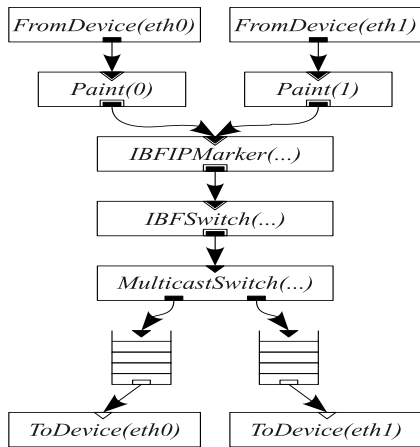 FromDevice(eth0) FromDevice(eth1)
Paint(0) Paint(1)
IBFIPMarker(...)
IBFSwitch(...)
MulticastSwitch(...)
ToDevice(eth0) ToDevice(eth1)